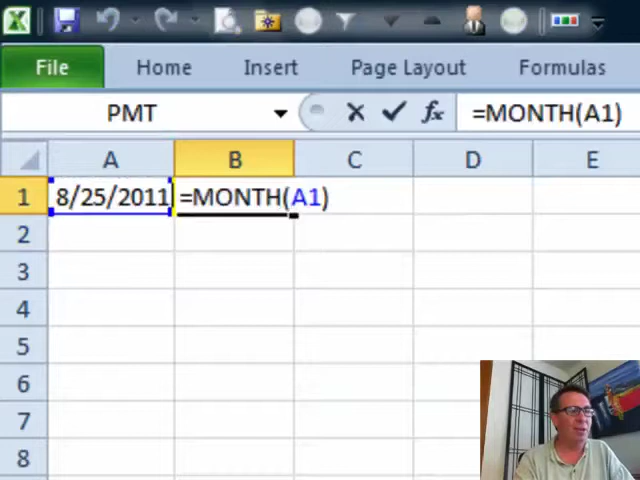 File Home Insert Page Layout Formulas
PMT =MONTH(A1)
A B C D E
1 8/25/2011 =MONTH(A1)
2
3
4
5
6
7
8